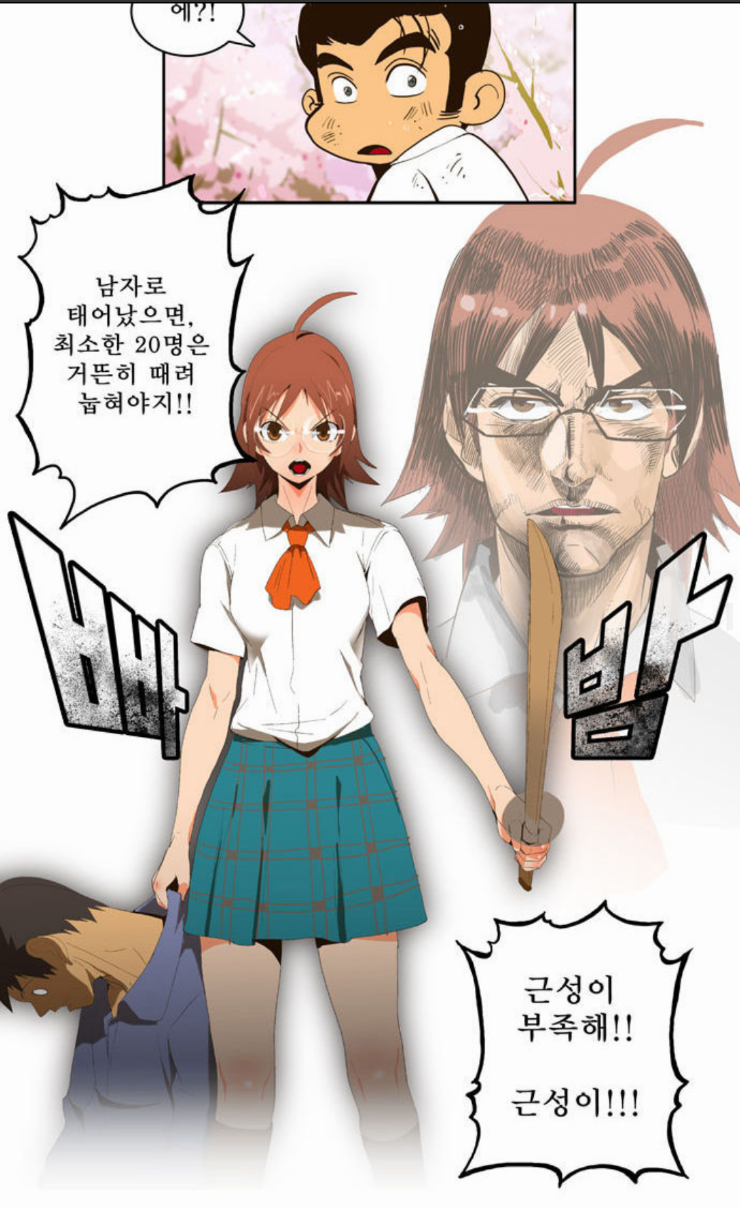 에?!
남자로
태어났으면,
최소한 20명은
거뜬히 때려
눕혀야지!!
빠
밤
근성이
부족해!!
근성이!!!